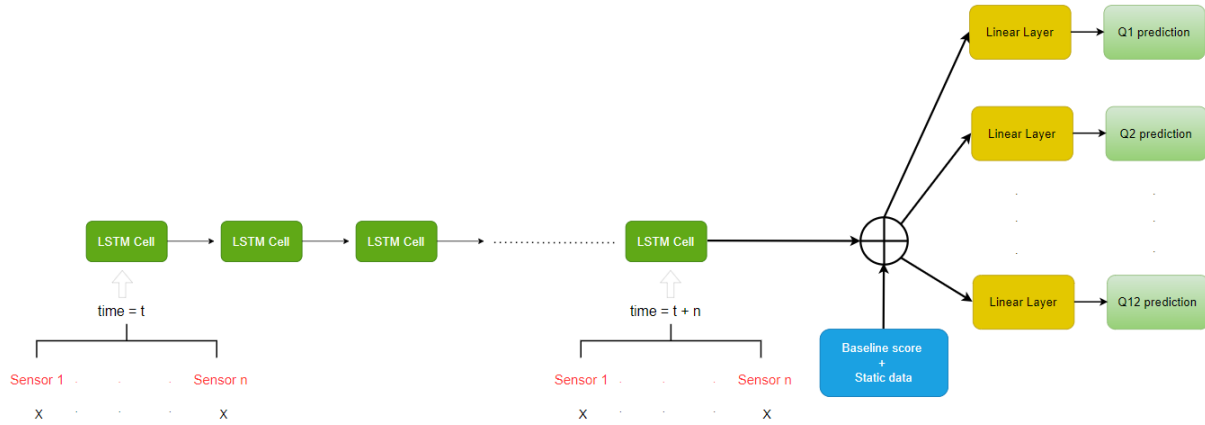 Linear Layer
Q1 prediction
Linear Layer
Q2 prediction
LSTM Cell
LSTM Cell
LSTM Cell
LSTM Cell
Linear Layer
Q12 prediction
time = t
time = t + n
Baseline score
+
Static data
Sensor 1
Sensor n
Sensor 1
Sensor n
X
X
X
X